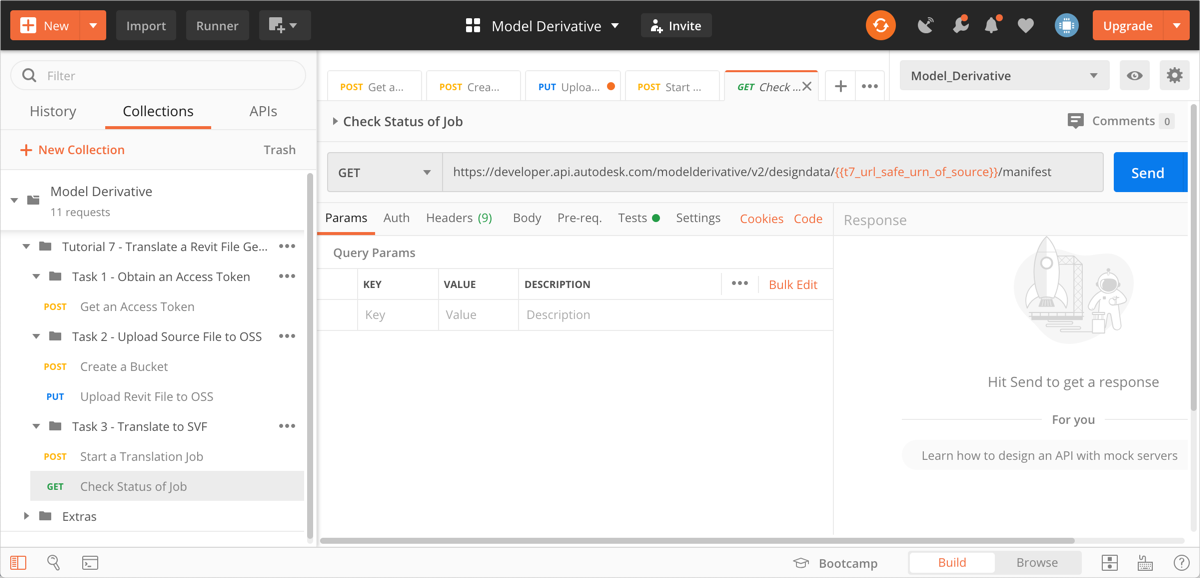 New
Import
Runner
Model Derivative
Invite
Upgrade
Filter
History
Collections
APIs
New Collection
Trash
Model Derivative
11 requests
Tutorial 7 - Translate a Revit File Ge...
Task 1 - Obtain an Access Token
POST Get an Access Token
Task 2 - Upload Source File to OSS
POST Create a Bucket
PUT Upload Revit File to OSS
Task 3 - Translate to SVF
POST Start a Translation Job
GET Check Status of Job
Extras
POST Get a...
POST Crea...
PUT Uploa...
POST Start ...
GET Check ...
Model_Derivative
Check Status of Job
Comments 0
GET
https://developer.api.autodesk.com/modelderivative/v2/designdata/{{t7_url_safe_urn_of_source}}/manifest
Send
Params
Auth
Headers (9)
Body
Pre-req.
Tests
Settings
Cookies
Code
Response
Query Params
KEY
VALUE
DESCRIPTION
Bulk Edit
Key
Value
Description
Hit Send to get a response
For you
Learn how to design an API with mock servers
Bootcamp
Build
Browse